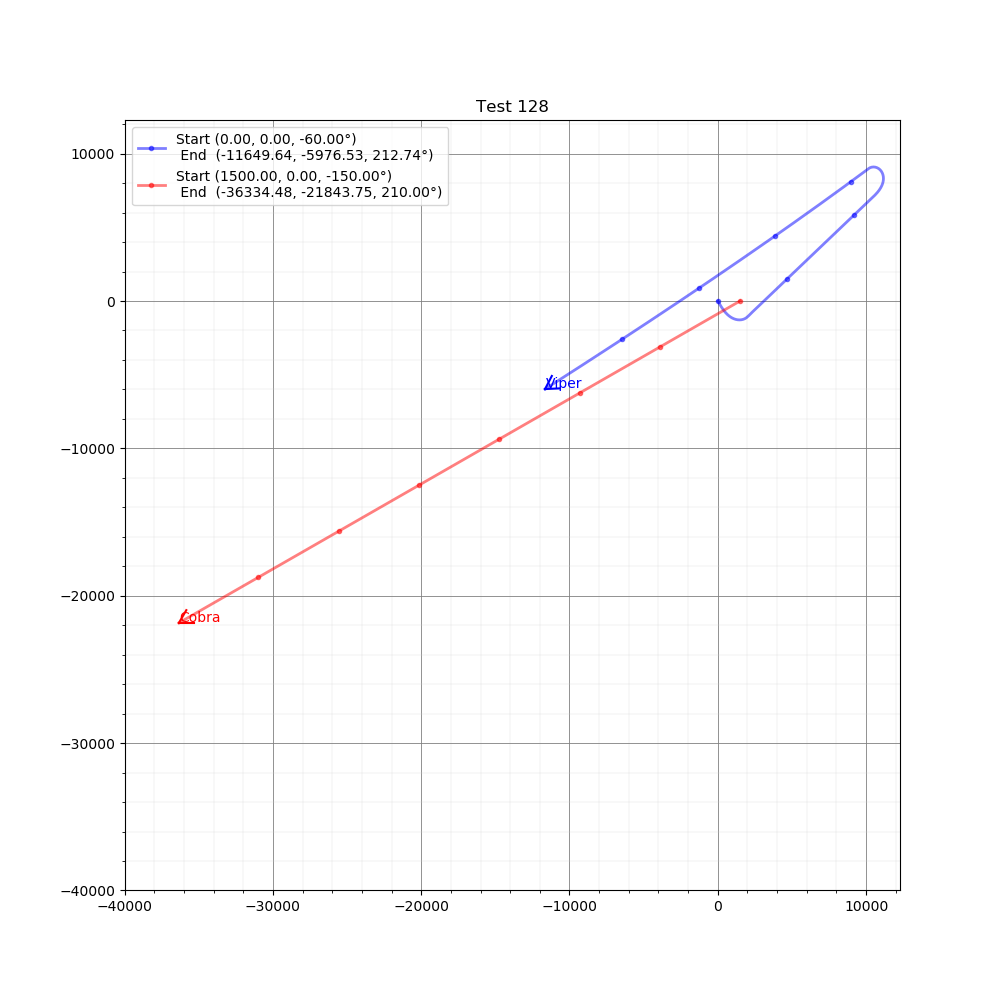 Test 128
Start (0.00, 0.00, -60.00°)
End (-11649.64, -5976.53, 212.74°)
Start (1500.00, 0.00, -150.00°)
End (-36334.48, -21843.75, 210.00°)
10000
0
−10000
−20000
−30000
−40000
Viper
Cobra
−40000 −30000 −20000 −10000 0 10000